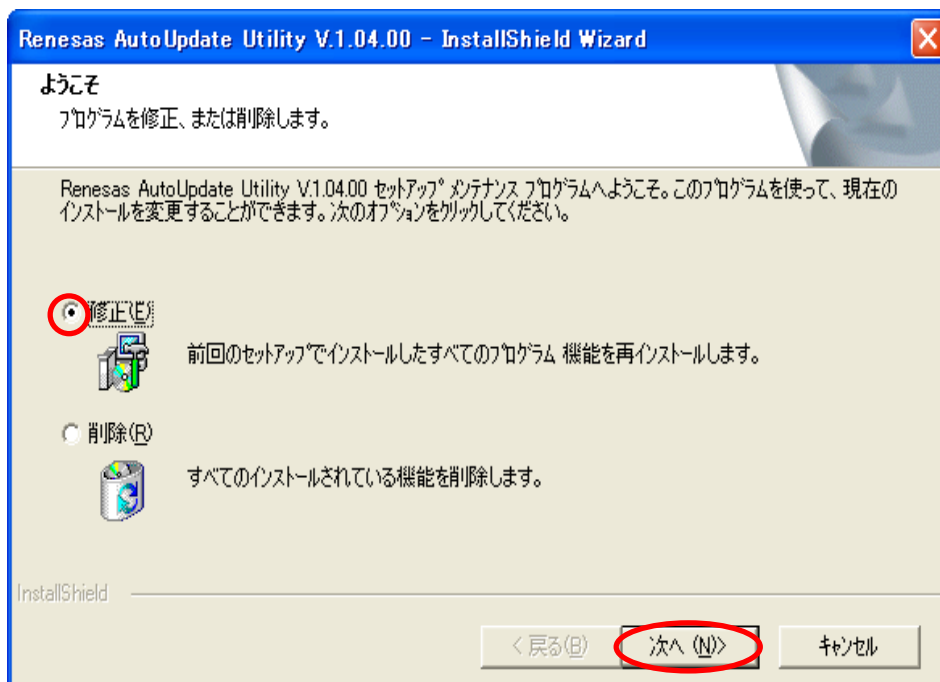 Renesas AutoUpdate Utility V.1.04.00 - InstallShield Wizard
ようこそ
プログラムを修正、または削除します。
Renesas AutoUpdate Utility V.1.04.00 セットアップ メンテナンス プログラムへようこそ。このプログラムを使って、現在の
インストールを変更することができます。次のオプションをクリックしてください。
修正(E)
前回のセットアップでインストールしたすべてのプログラム 機能を再インストールします。
削除(R)
すべてのインストールされている機能を削除します。
InstallShield
< 戻る(B)
次へ (N)>
キャンセル